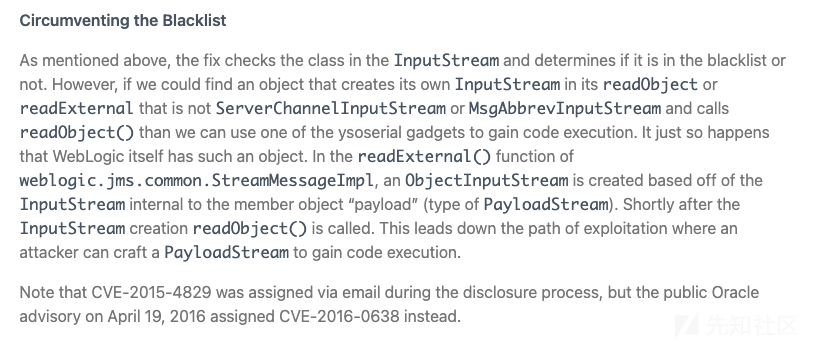 Circumventing the Blacklist
As mentioned above, the fix checks the class in the InputStream and determines if it is in the blacklist or
not. However, if we could find an object that creates its own InputStream in its readObject or
readExternal that is not ServerChannelInputStream or MsgAbbrevInputStream and calls
readObject() than we can use one of the ysoserial gadgets to gain code execution. It just so happens
that WebLogic itself has such an object. In the readExternal() function of
weblogic.jms.common.StreamMessageImpl, an ObjectInputStream is created based off of the
InputStream internal to the member object “payload” (type of PayloadStream). Shortly after the
InputStream creation readObject() is called. This leads down the path of exploitation where an
attacker can craft a PayloadStream to gain code execution.
Note that CVE-2015-4829 was assigned via email during the disclosure process, but the public Oracle
advisory on April 19, 2016 assigned CVE-2016-0638 instead.
先知社区